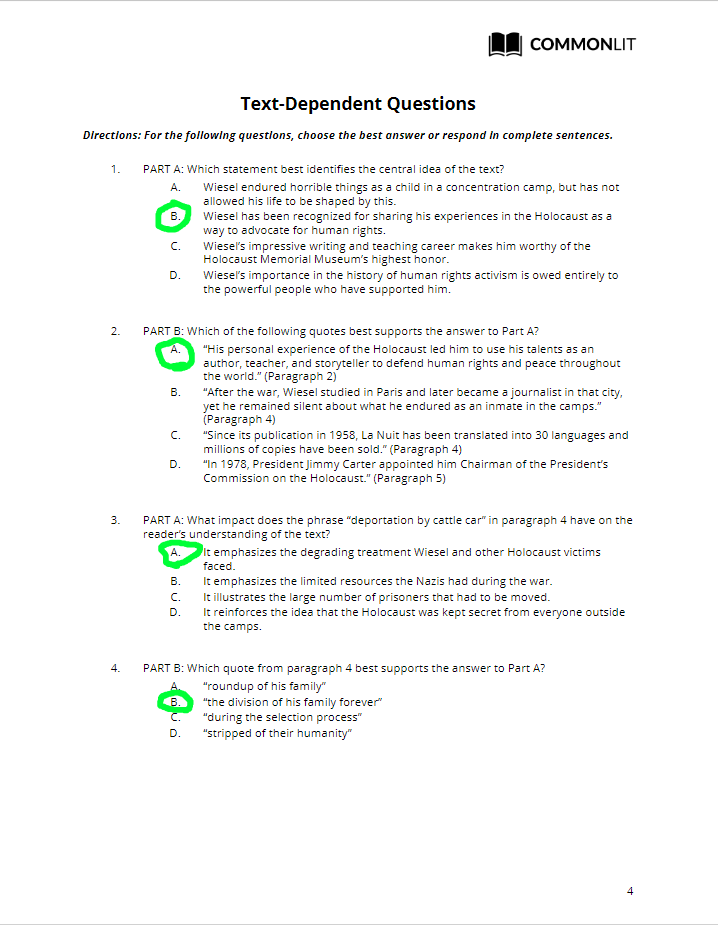 COMMONLIT
Text-Dependent Questions
Directions: For the following questions, choose the best answer or respond in complete sentences.
1. PART A: Which statement best identifies the central idea of the text?
A. Wiesel endured horrible things as a child in a concentration camp, but has not
allowed his life to be shaped by this.
B. Wiesel has been recognized for sharing his experiences in the Holocaust as a
way to advocate for human rights.
C. Wiesel's impressive writing and teaching career makes him worthy of the
Holocaust Memorial Museum's highest honor.
D. Wiesel's importance in the history of human rights activism is owed entirely to
the powerful people who have supported him.
2. PART B: Which of the following quotes best supports the answer to Part A?
A. "His personal experience of the Holocaust led him to use his talents as an
author, teacher, and storyteller to defend human rights and peace throughout
the world." (Paragraph 2)
B. "After the war, Wiesel studied in Paris and later became a journalist in that city,
yet he remained silent about what he endured as an inmate in the camps."
(Paragraph 4)
C. "Since its publication in 1958, La Nuit has been translated into 30 languages and
millions of copies have been sold." (Paragraph 4)
D. "In 1978, President Jimmy Carter appointed him Chairman of the President's
Commission on the Holocaust." (Paragraph 5)
3. PART A: What impact does the phrase "deportation by cattle car" in paragraph 4 have on the
reader's understanding of the text?
A. It emphasizes the degrading treatment Wiesel and other Holocaust victims
faced.
B. It emphasizes the limited resources the Nazis had during the war.
C. It illustrates the large number of prisoners that had to be moved.
D. It reinforces the idea that the Holocaust was kept secret from everyone outside
the camps.
4. PART B: Which quote from paragraph 4 best supports the answer to Part A?
A. "roundup of his family"
B. "the division of his family forever"
C. "during the selection process"
D. "stripped of their humanity"
4